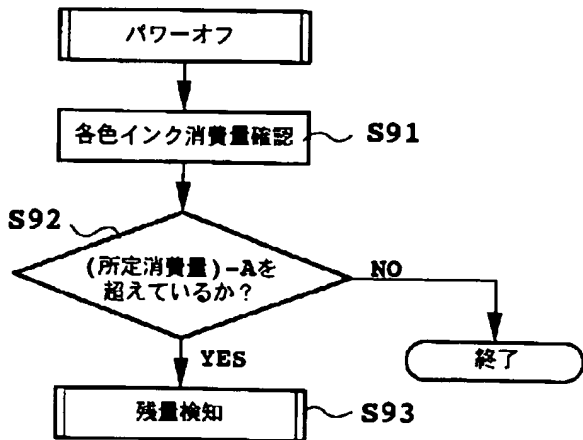 パワーオフ
各色インク消費量確認
S91
S92
(所定消費量)-Aを
超えているか?
NO
YES
終了
残量検知
S93